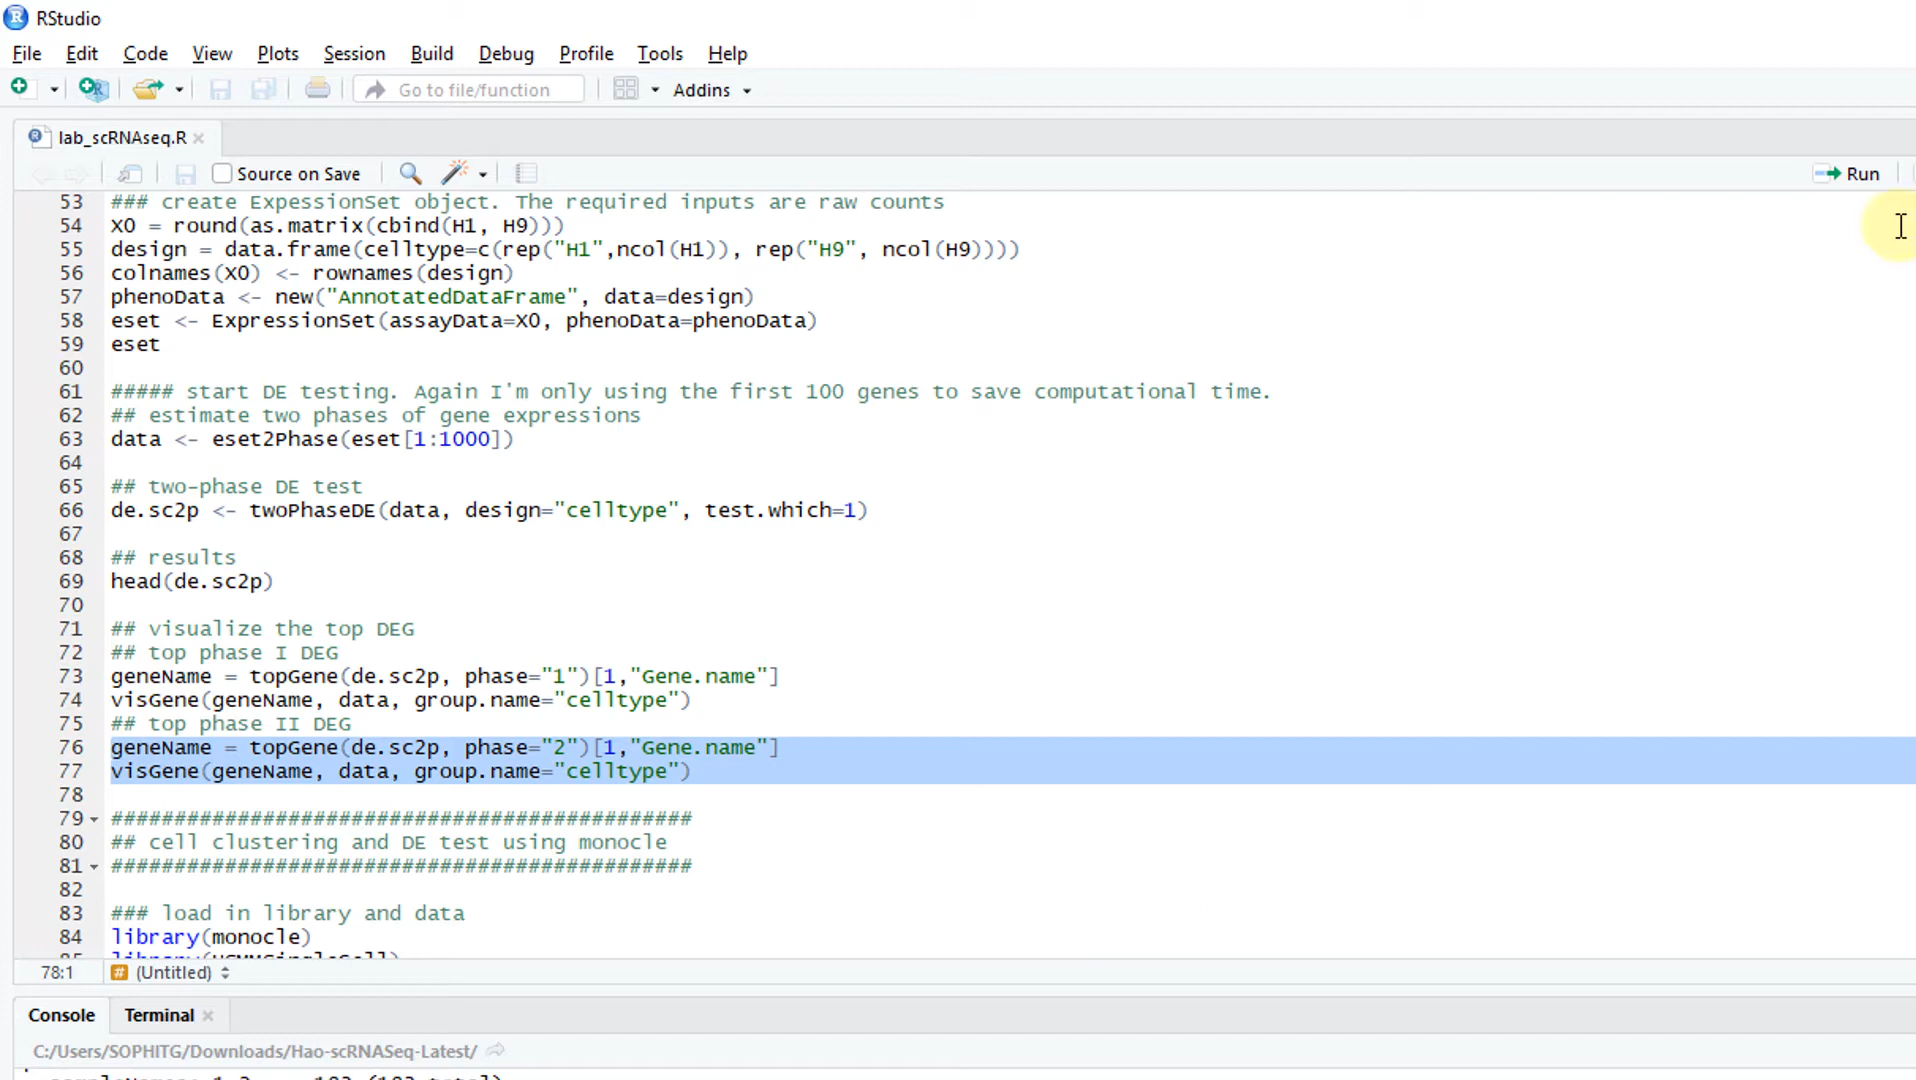 RStudio
File Edit Code View Plots Session Build Debug Profile Tools Help
Go to file/function Addins
lab_scRNAseq.R
Source on Save Run
53 ### create ExpessionSet object. The required inputs are raw counts
54 X0 = round(as.matrix(cbind(H1, H9)))
55 design = data.frame(celltype=c(rep("H1",ncol(H1)), rep("H9", ncol(H9))))
56 colnames(X0) <- rownames(design)
57 phenoData <- new("AnnotatedDataFrame", data=design)
58 eset <- ExpressionSet(assayData=X0, phenoData=phenoData)
59 eset
60
61 ##### start DE testing. Again I'm only using the first 100 genes to save computational time.
62 ## estimate two phases of gene expressions
63 data <- eset2Phase(eset[1:1000])
64
65 ## two-phase DE test
66 de.sc2p <- twoPhaseDE(data, design="celltype", test.which=1)
67
68 ## results
69 head(de.sc2p)
70
71 ## visualize the top DEG
72 ## top phase I DEG
73 geneName = topGene(de.sc2p, phase="1")[1,"Gene.name"]
74 visGene(geneName, data, group.name="celltype")
75 ## top phase II DEG
76 geneName = topGene(de.sc2p, phase="2")[1,"Gene.name"]
77 visGene(geneName, data, group.name="celltype")
78
79 ##############################################
80 ## cell clustering and DE test using monocle
81 ##############################################
82
83 ### load in library and data
84 library(monocle)
78:1 (Untitled)
Console Terminal
C:/Users/SOPHITG/Downloads/Hao-scRNASeq-Latest/